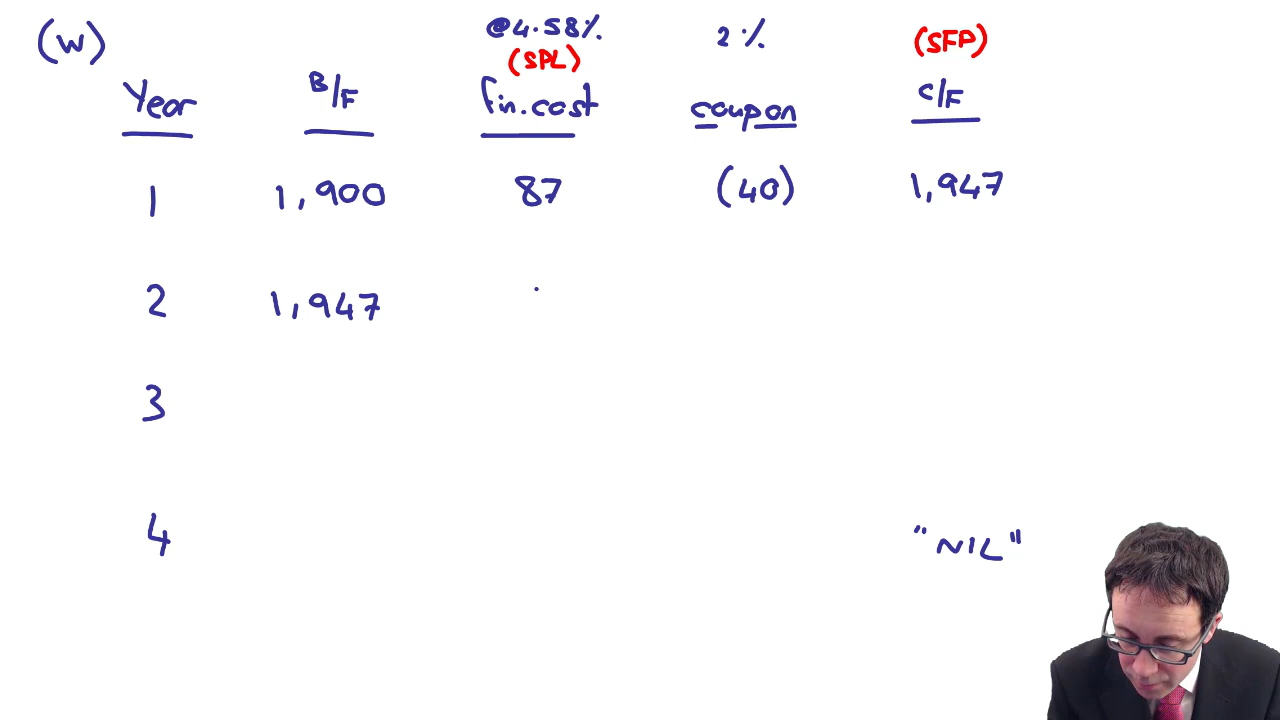 (W) @4.58% 2% (SFP)
(SPL)
Year B/F fin.cost coupon C/F
1 1,900 87 (40) 1,947
2 1,947
3
4 "NIL"